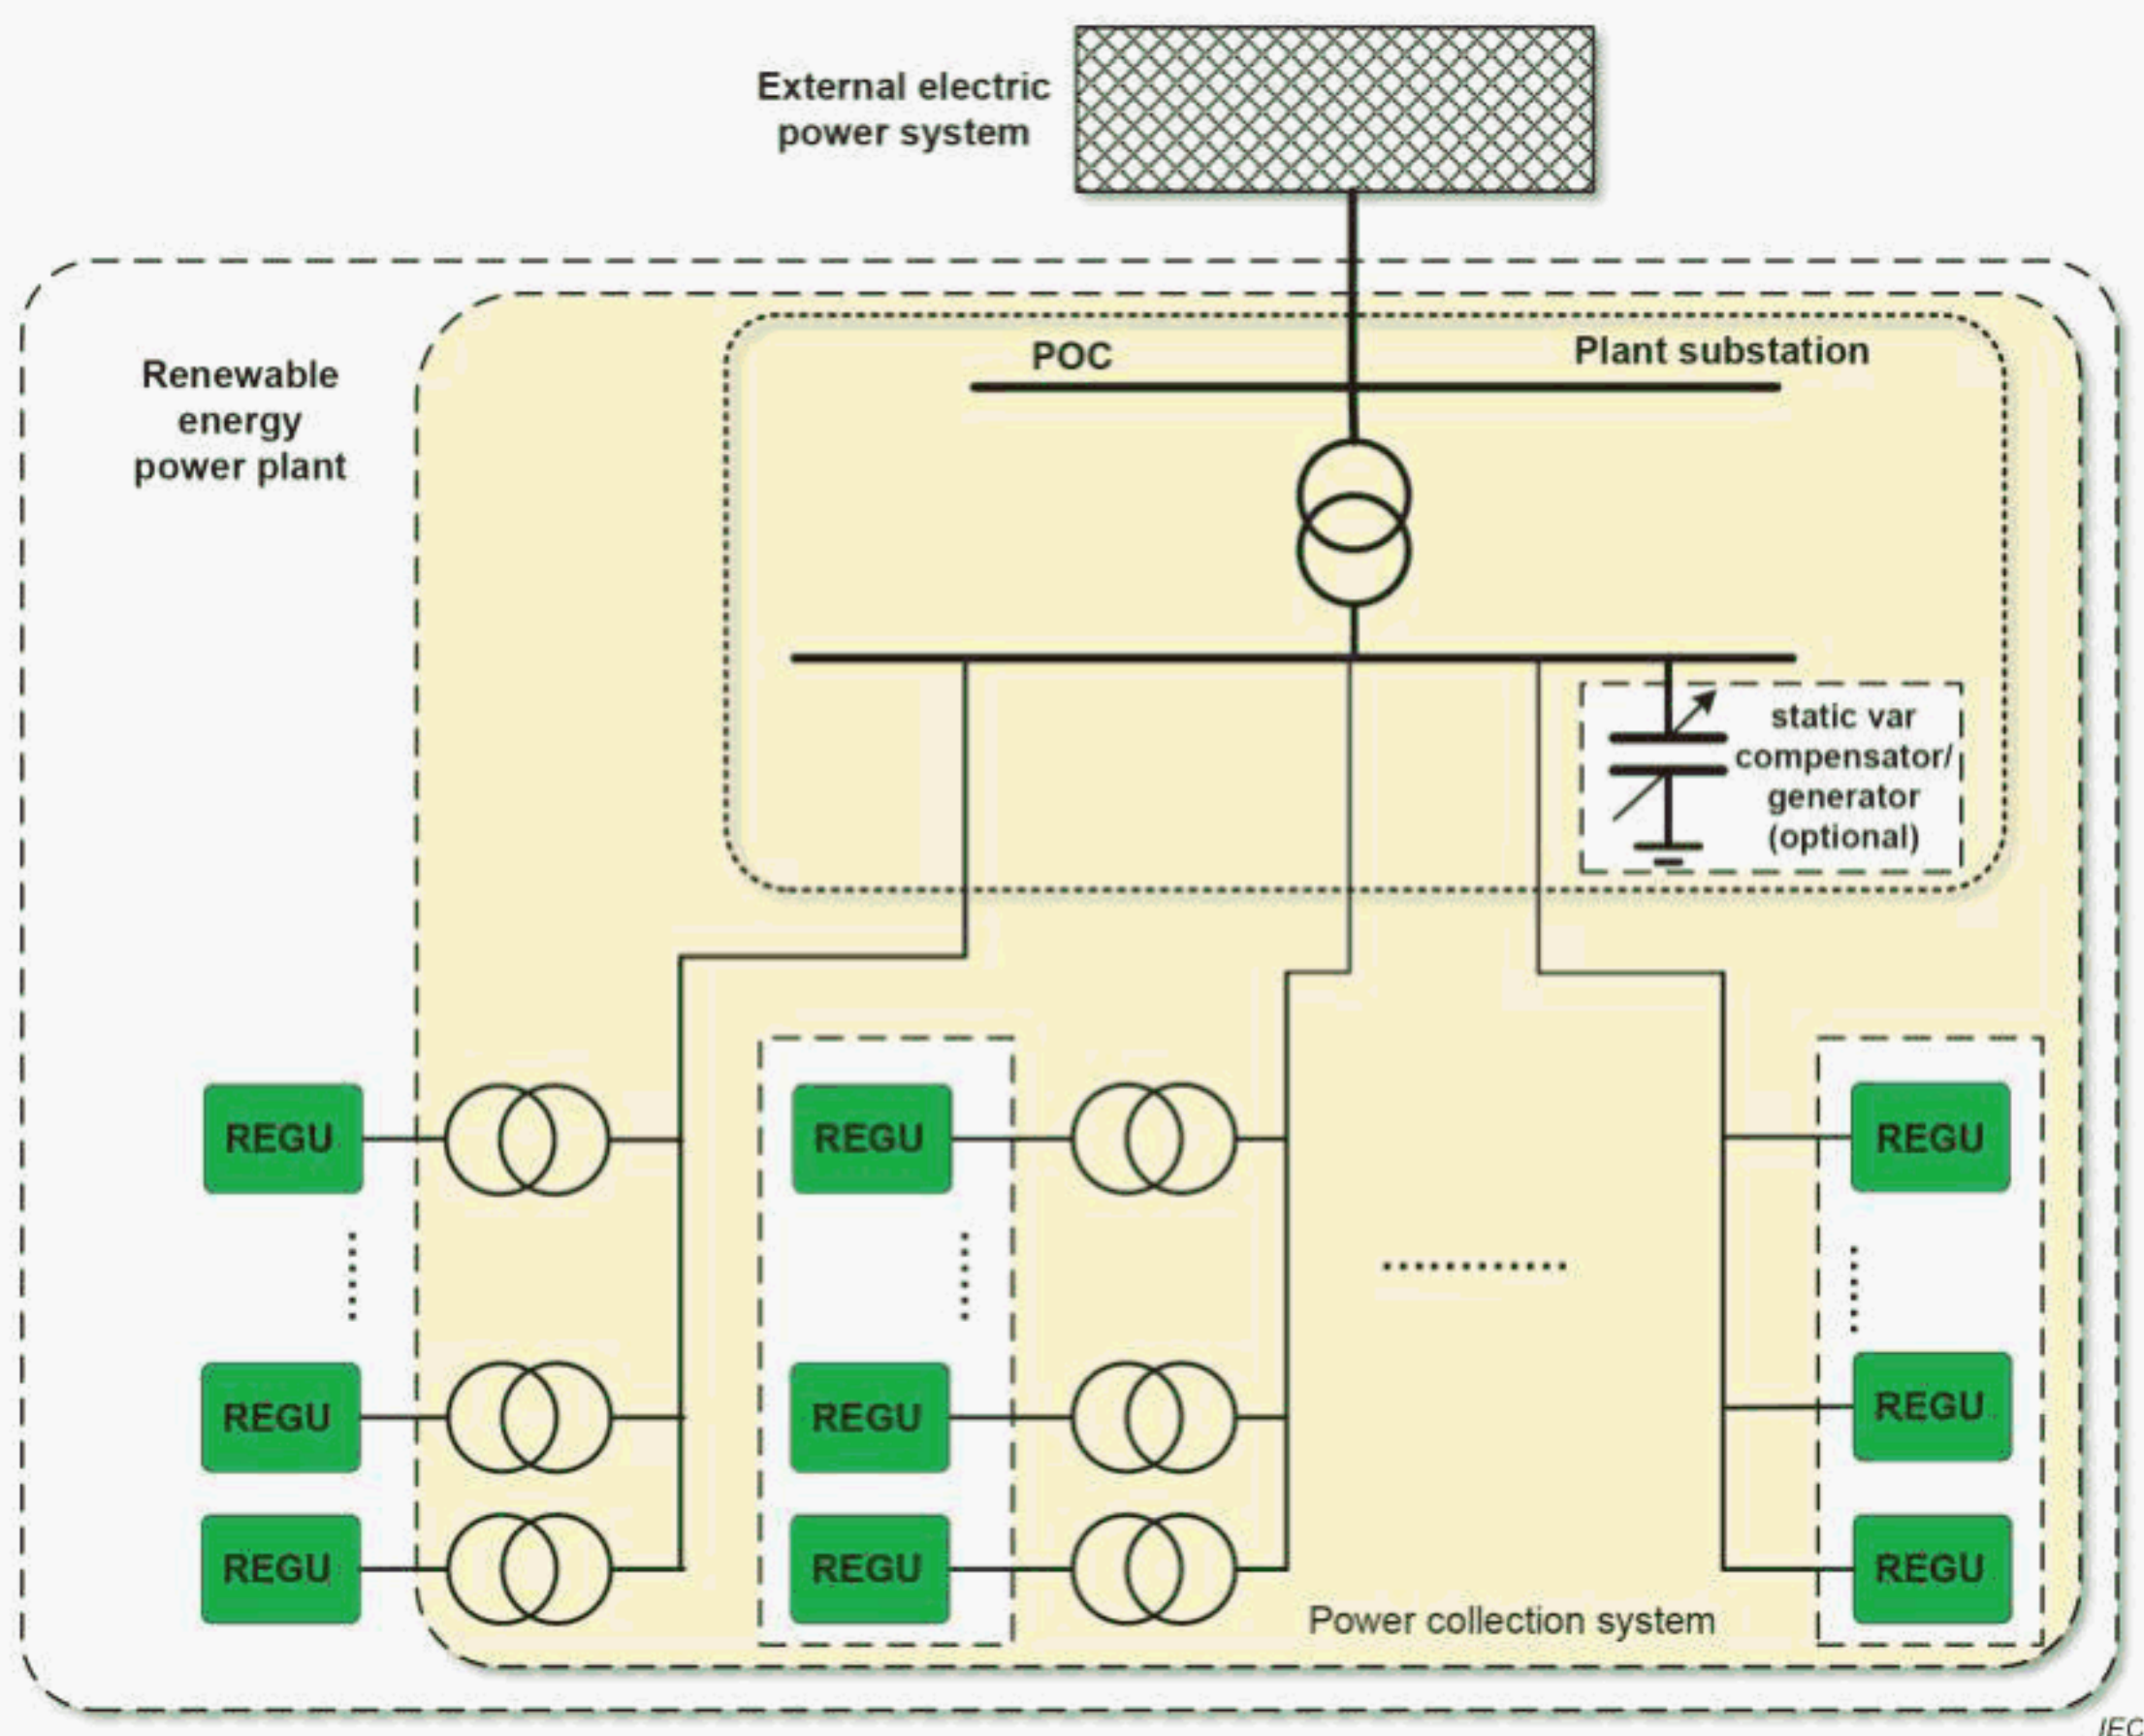 External electric
power system
POC
Plant substation
Renewable
energy
power plant
static var
compensator/
generator
(optional)
REGU
REGU
REGU
REGU
REGU
REGU
REGU
REGU
REGU
Power collection system
IEC